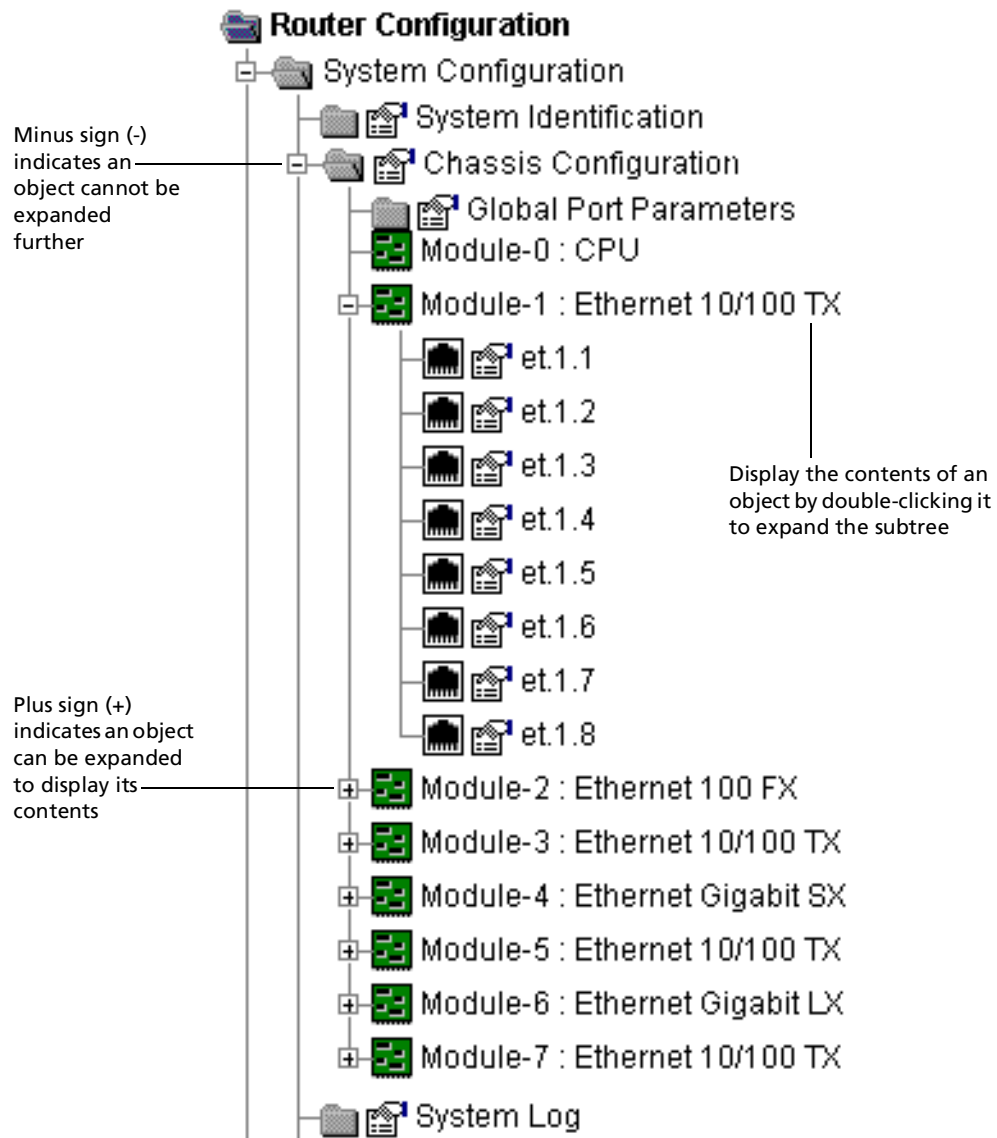 Router Configuration
System Configuration
System Identification
Minus sign (-)
indicates an
object cannot be
expanded
further
Chassis Configuration
Global Port Parameters
Module-0 : CPU
Module-1 : Ethernet 10/100 TX
et.1.1
et.1.2
et.1.3
et.1.4
et.1.5
et.1.6
et.1.7
et.1.8
Display the contents of an
object by double-clicking it
to expand the subtree
Plus sign (+)
indicates an object
can be expanded
to display its
contents
Module-2 : Ethernet 100 FX
Module-3 : Ethernet 10/100 TX
Module-4 : Ethernet Gigabit SX
Module-5 : Ethernet 10/100 TX
Module-6 : Ethernet Gigabit LX
Module-7 : Ethernet 10/100 TX
System Log